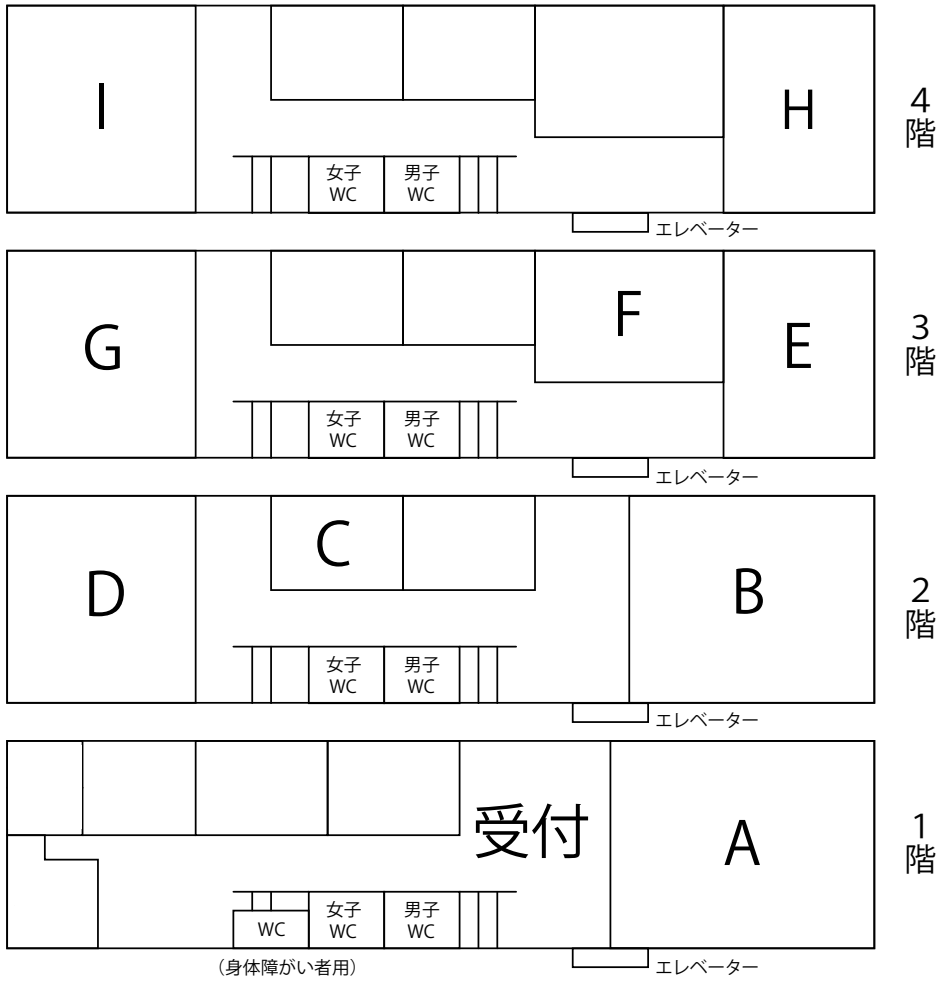 I
H
4階
女子
WC
男子
WC
エレベーター
G
F
E
3階
女子
WC
男子
WC
エレベーター
D
C
B
2階
女子
WC
男子
WC
エレベーター
受付
A
1階
WC
女子
WC
男子
WC
(身体障がい者用)
エレベーター